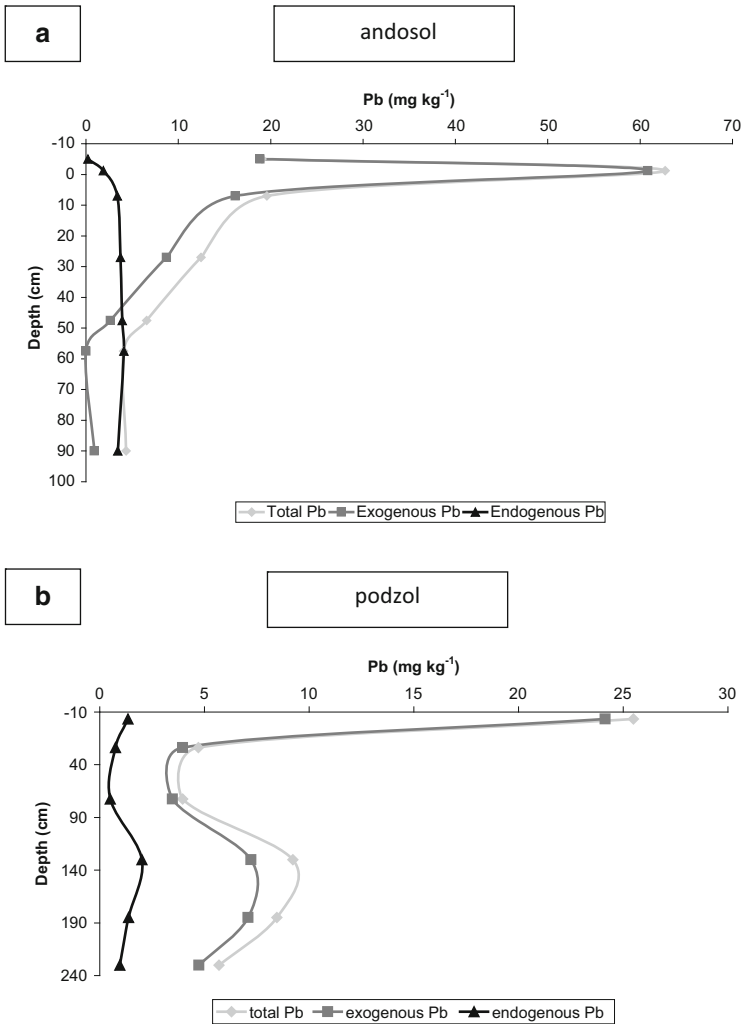 a
andosol
Pb (mg kg-1)
0 10 20 30 40 50 60 70
-10
0
10
20
30
40
50
60
70
80
90
100
Depth (cm)
Total Pb Exogenous Pb Endogenous Pb
b
podzol
Pb (mg kg-1)
0 5 10 15 20 25 30
-10
40
90
140
190
240
Depth (cm)
total Pb exogenous Pb endogenous Pb